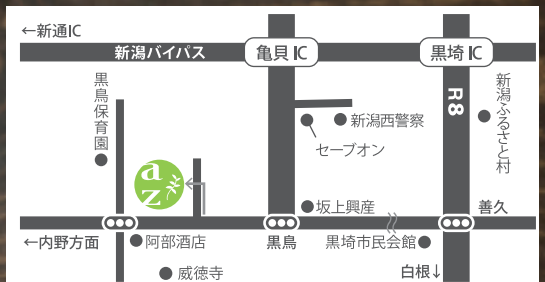 ←新通IC
新潟バイパス
亀貝 IC
黒埼 IC
黒鳥保育園
R8
新潟ふるさと村
新潟西警察
セーブオン
az
坂上興産
善久
←内野方面
阿部酒店
黒鳥
黒埼市民会館
威徳寺
白根↓